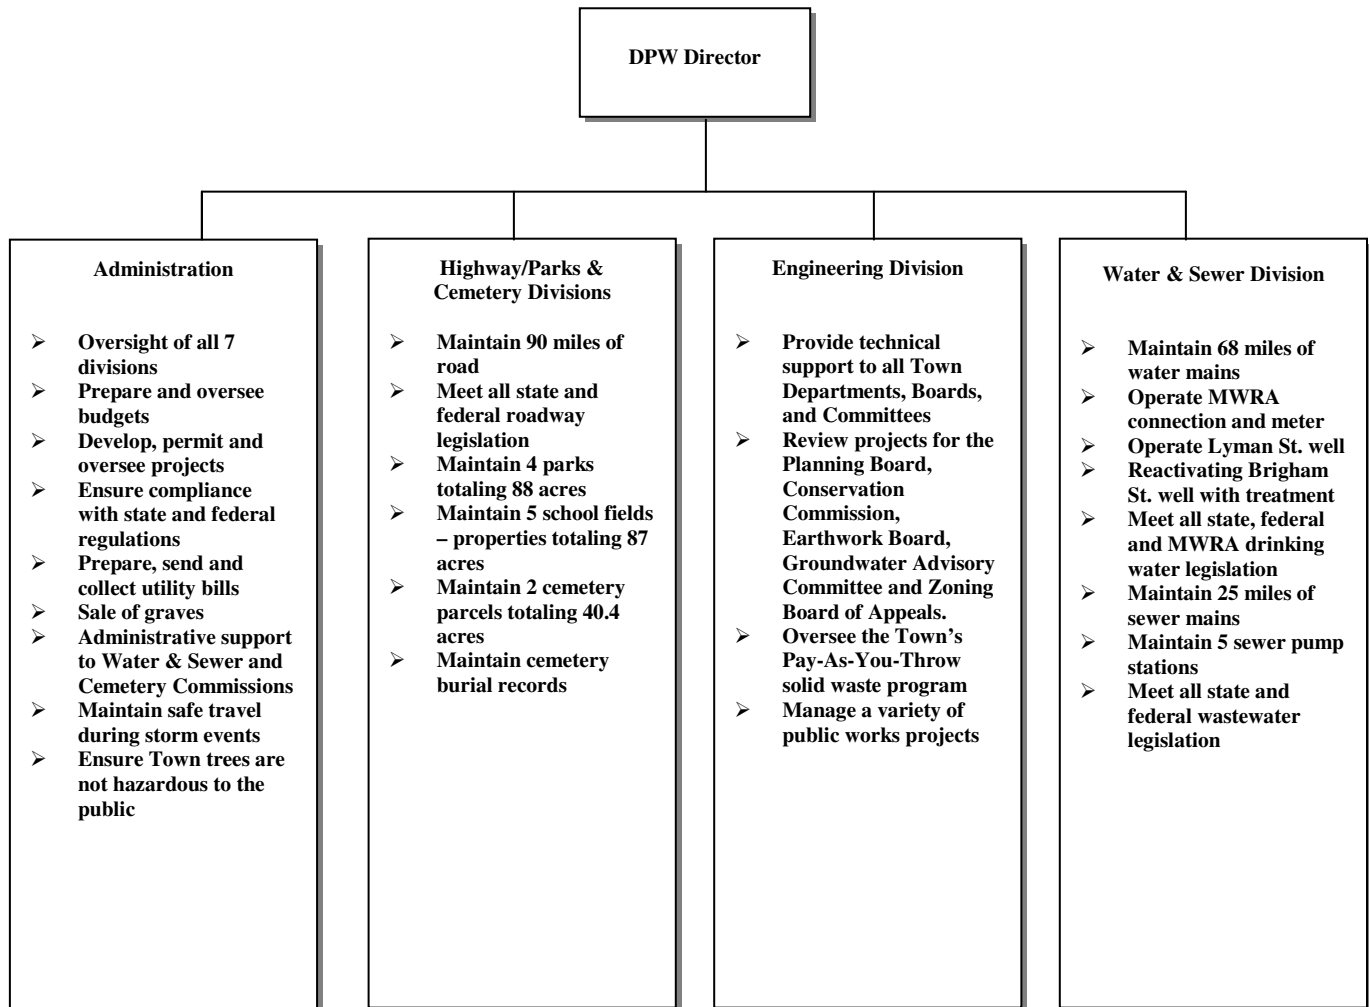 DPW Director
Administration
➢ Oversight of all 7
divisions
➢ Prepare and oversee
budgets
➢ Develop, permit and
oversee projects
➢ Ensure compliance
with state and federal
regulations
➢ Prepare, send and
collect utility bills
➢ Sale of graves
➢ Administrative support
to Water & Sewer and
Cemetery Commissions
➢ Maintain safe travel
during storm events
➢ Ensure Town trees are
not hazardous to the
public
Highway/Parks &
Cemetery Divisions
➢ Maintain 90 miles of
road
➢ Meet all state and
federal roadway
legislation
➢ Maintain 4 parks
totaling 88 acres
➢ Maintain 5 school fields
– properties totaling 87
acres
➢ Maintain 2 cemetery
parcels totaling 40.4
acres
➢ Maintain cemetery
burial records
Engineering Division
➢ Provide technical
support to all Town
Departments, Boards,
and Committees
➢ Review projects for the
Planning Board,
Conservation
Commission,
Earthwork Board,
Groundwater Advisory
Committee and Zoning
Board of Appeals.
➢ Oversee the Town’s
Pay-As-You-Throw
solid waste program
➢ Manage a variety of
public works projects
Water & Sewer Division
➢ Maintain 68 miles of
water mains
➢ Operate MWRA
connection and meter
➢ Operate Lyman St. well
➢ Reactivating Brigham
St. well with treatment
➢ Meet all state, federal
and MWRA drinking
water legislation
➢ Maintain 25 miles of
sewer mains
➢ Maintain 5 sewer pump
stations
➢ Meet all state and
federal wastewater
legislation